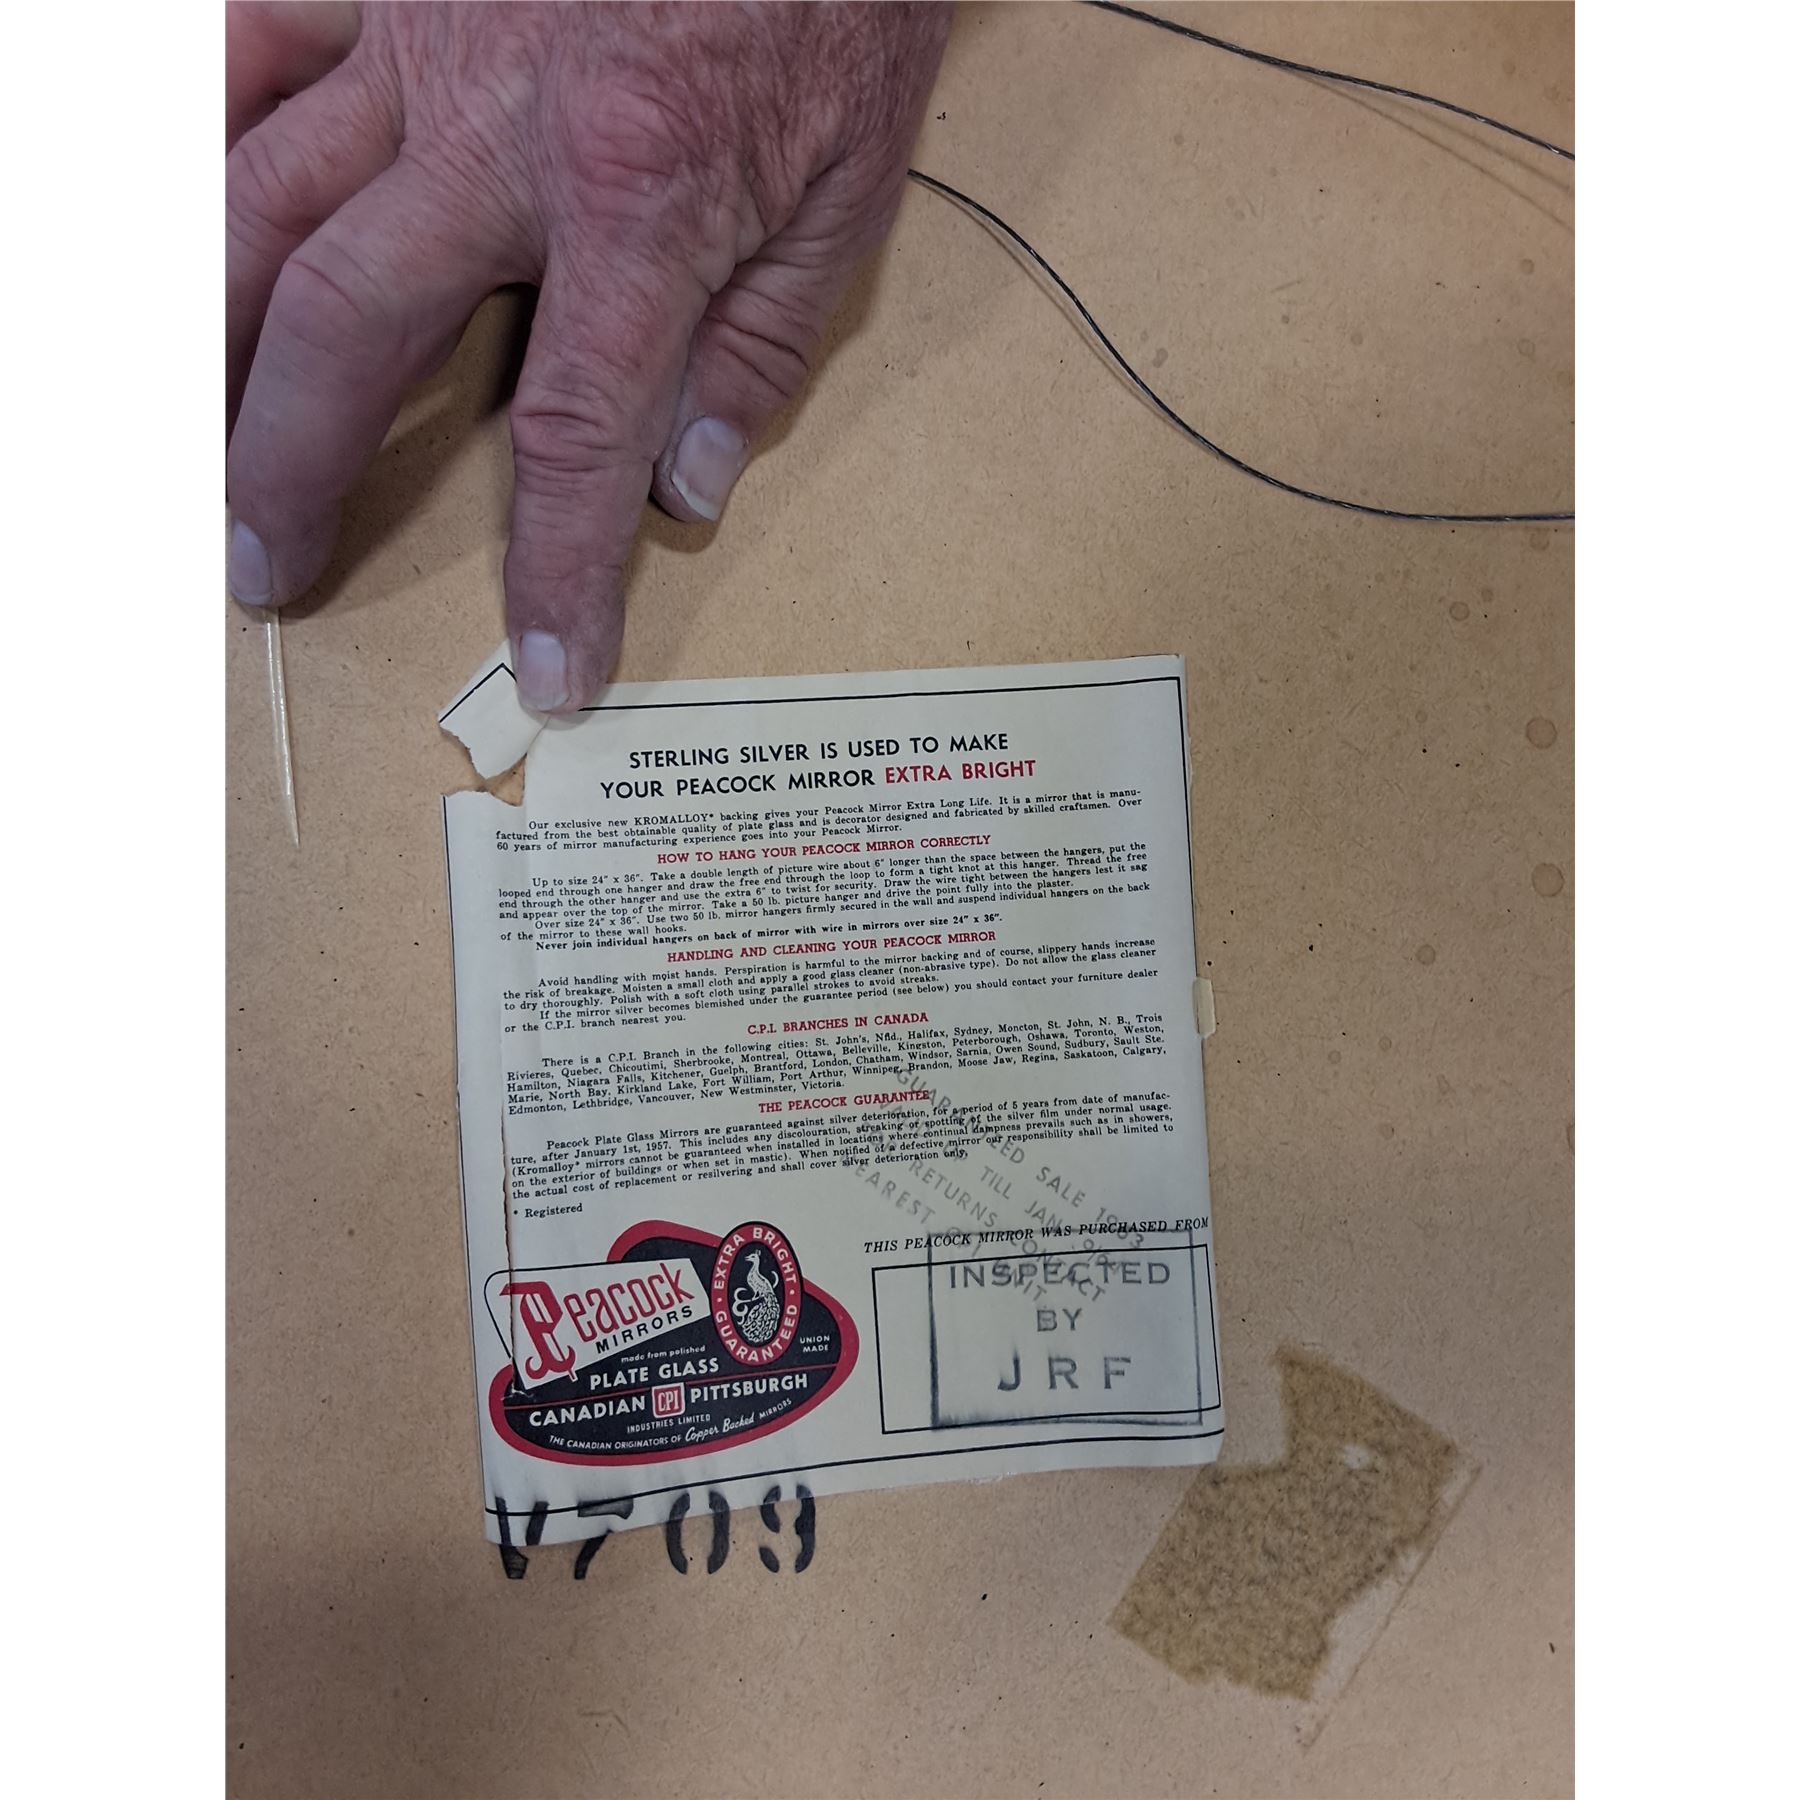 STERLING SILVER IS USED TO MAKE
YOUR PEACOCK MIRROR EXTRA BRIGHT
Our exclusive new KROMALLOY* backing gives your Peacock Mirror Extra Long Life. It is a mirror that is manu-
factured from the best obtainable quality of plate glass and is decorator designed and fabricated by skilled craftsmen. Over
60 years of mirror manufacturing experience goes into your Peacock Mirror.
HOW TO HANG YOUR PEACOCK MIRROR CORRECTLY
Up to size 24" x 36". Take a double length of picture wire about 6" longer than the space between the hangers, put the
looped end through one hanger and draw the free end through the loop to form a tight knot at this hanger. Thread the free
end through the other hanger and use the extra 6" to twist for security. Draw the wire tight between the hangers lest it sag
and appear over the top of the mirror. Take a 50 lb. picture hanger and drive the point fully into the plaster.
Over size 24" x 36". Use two 50 lb. mirror hangers firmly secured in the wall and suspend individual hangers on the back
of the mirror to these wall hooks.
Never join individual hangers on back of mirror with wire in mirrors over size 24" x 36".
HANDLING AND CLEANING YOUR PEACOCK MIRROR
Avoid handling with moist hands. Perspiration is harmful to the mirror backing and of course, slippery hands increase
the risk of breakage. Moisten a small cloth and apply a good glass cleaner (non-abrasive type). Do not allow the glass cleaner
to dry thoroughly. Polish with a soft cloth using parallel strokes to avoid streaks.
If the mirror silver becomes blemished under the guarantee period (see below) you should contact your furniture dealer
or the C.P.I. branch nearest you.
C.P.I. BRANCHES IN CANADA
There is a C.P.I. Branch in the following cities: St. John's, Nfld., Halifax, Sydney, Moncton, St. John, N. B., Trois
Rivieres, Quebec, Chicoutimi, Sherbrooke, Montreal, Ottawa, Belleville, Kingston, Peterborough, Oshawa, Toronto, Weston,
Hamilton, Niagara Falls, Kitchener, Guelph, Brantford, London, Chatham, Windsor, Sarnia, Owen Sound, Sudbury, Sault Ste.
Marie, North Bay, Kirkland Lake, Fort William, Port Arthur, Winnipeg, Brandon, Moose Jaw, Regina, Saskatoon, Calgary,
Edmonton, Lethbridge, Vancouver, New Westminster, Victoria.
THE PEACOCK GUARANTEE
Peacock Plate Glass Mirrors are guaranteed against silver deterioration, for a period of 5 years from date of manufac-
ture, after January 1st, 1957. This includes any discolouration, streaking or spotting of the silver film under normal usage.
(Kromalloy* mirrors cannot be guaranteed when installed in locations where continual dampness prevails such as in showers,
on the exterior of buildings or when set in mastic). When notified of a defective mirror our responsibility shall be limited to
the actual cost of replacement or resilvering and shall cover silver deterioration only.
* Registered
GUARANTEED SALE 1963
TILL JAN.
RETURNS CONTACT
NEAREST CPI UNIT
THIS PEACOCK MIRROR WAS PURCHASED FROM
INSPECTED
BY
JRF
EXTRA BRIGHT
GUARANTEED
Peacock
MIRRORS
UNION
MADE
made from polished
PLATE GLASS
CANADIAN CPI PITTSBURGH
INDUSTRIES LIMITED
THE CANADIAN ORIGINATORS OF Copper Backed MIRRORS
V709